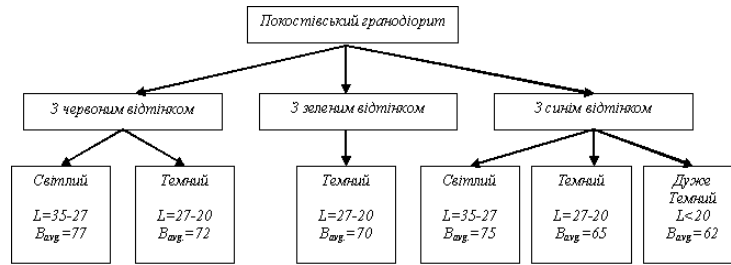 Покостівський гранодіорит
З червоним відтінком
З зеленим відтінком
З синім відтінком
Світлий
L=35-27
Bavg.=77
Темний
L=27-20
Bavg.=72
Темний
L=27-20
Bavg.=70
Світлий
L=35-27
Bavg.=75
Темний
L=27-20
Bavg.=65
Дуже
Темний
L<20
Bavg.=62